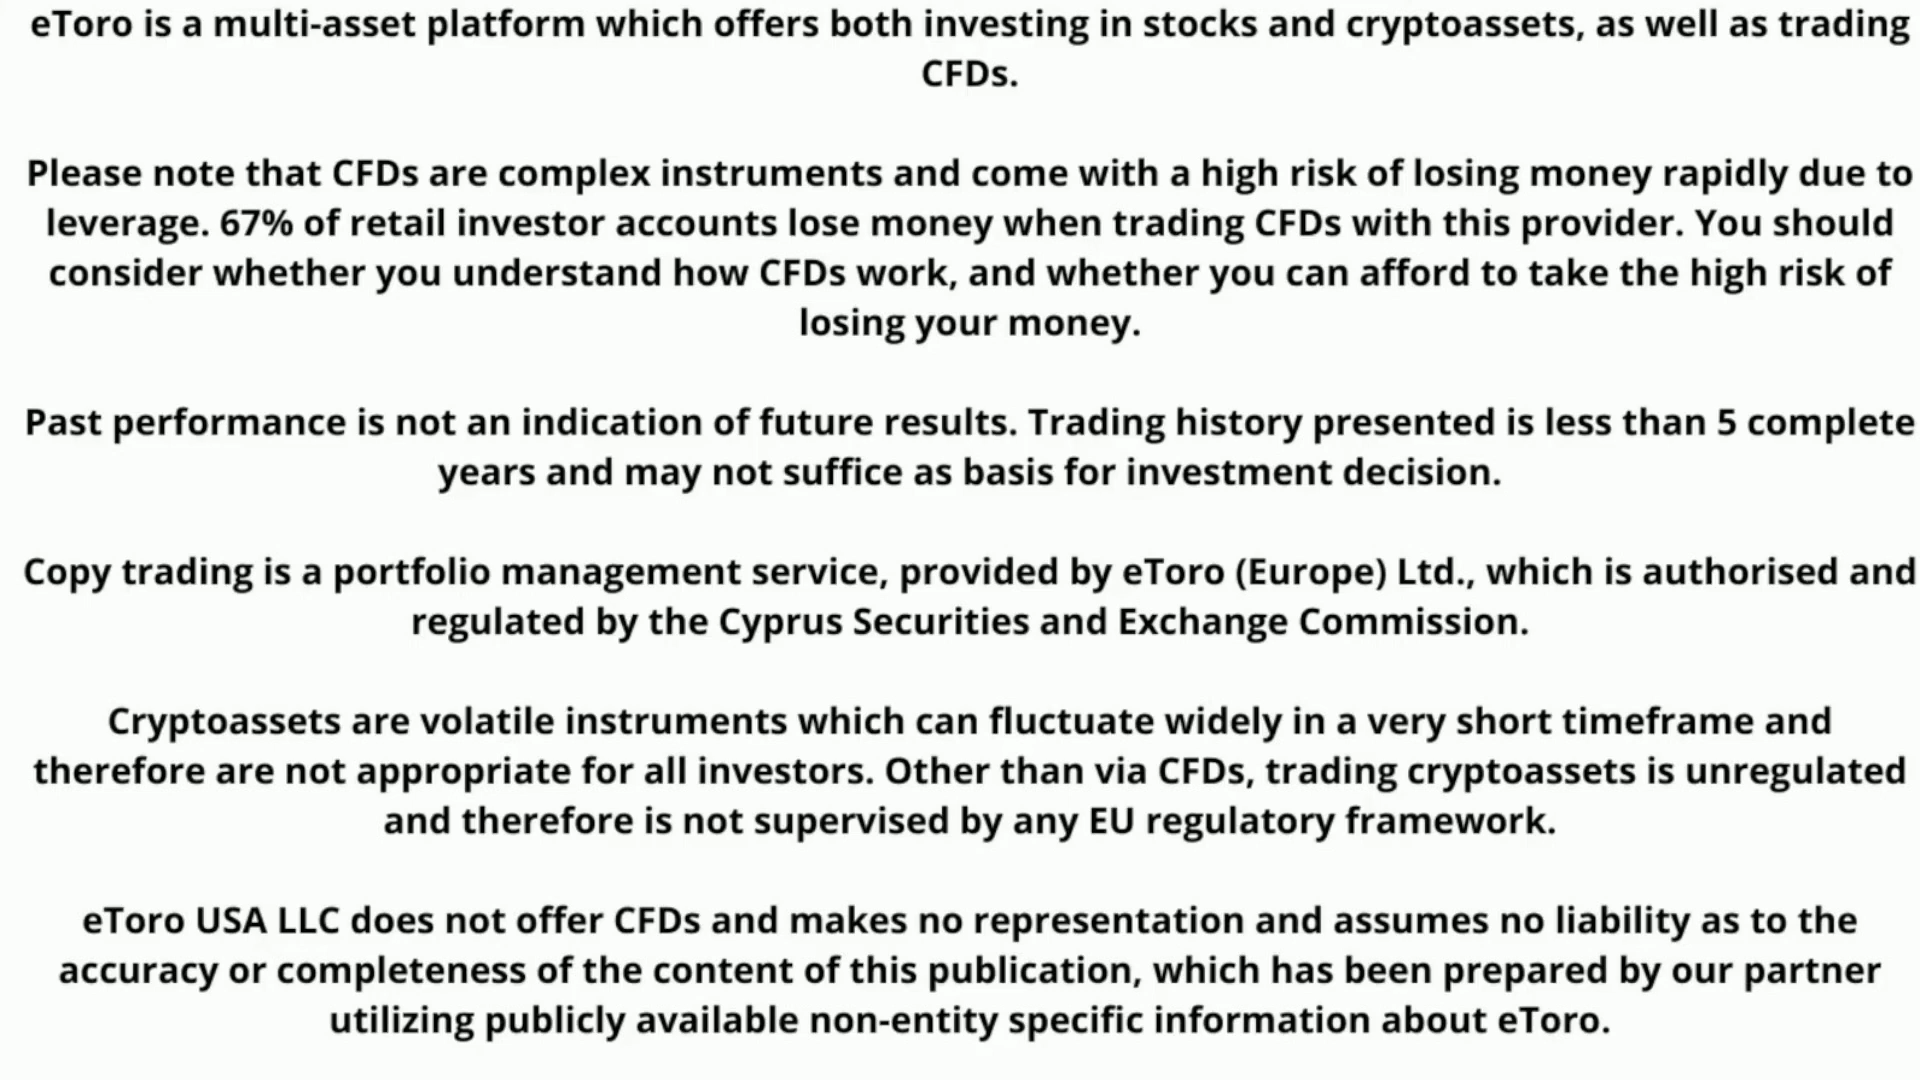 eToro is a multi-asset platform which offers both investing in stocks and cryptoassets, as well as trading
CFDs.
Please note that CFDs are complex instruments and come with a high risk of losing money rapidly due to
leverage. 67% of retail investor accounts lose money when trading CFDs with this provider. You should
consider whether you understand how CFDs work, and whether you can afford to take the high risk of
losing your money.
Past performance is not an indication of future results. Trading history presented is less than 5 complete
years and may not suffice as basis for investment decision.
Copy trading is a portfolio management service, provided by eToro (Europe) Ltd., which is authorised and
regulated by the Cyprus Securities and Exchange Commission.
Cryptoassets are volatile instruments which can fluctuate widely in a very short timeframe and
therefore are not appropriate for all investors. Other than via CFDs, trading cryptoassets is unregulated
and therefore is not supervised by any EU regulatory framework.
eToro USA LLC does not offer CFDs and makes no representation and assumes no liability as to the
accuracy or completeness of the content of this publication, which has been prepared by our partner
utilizing publicly available non-entity specific information about eToro.